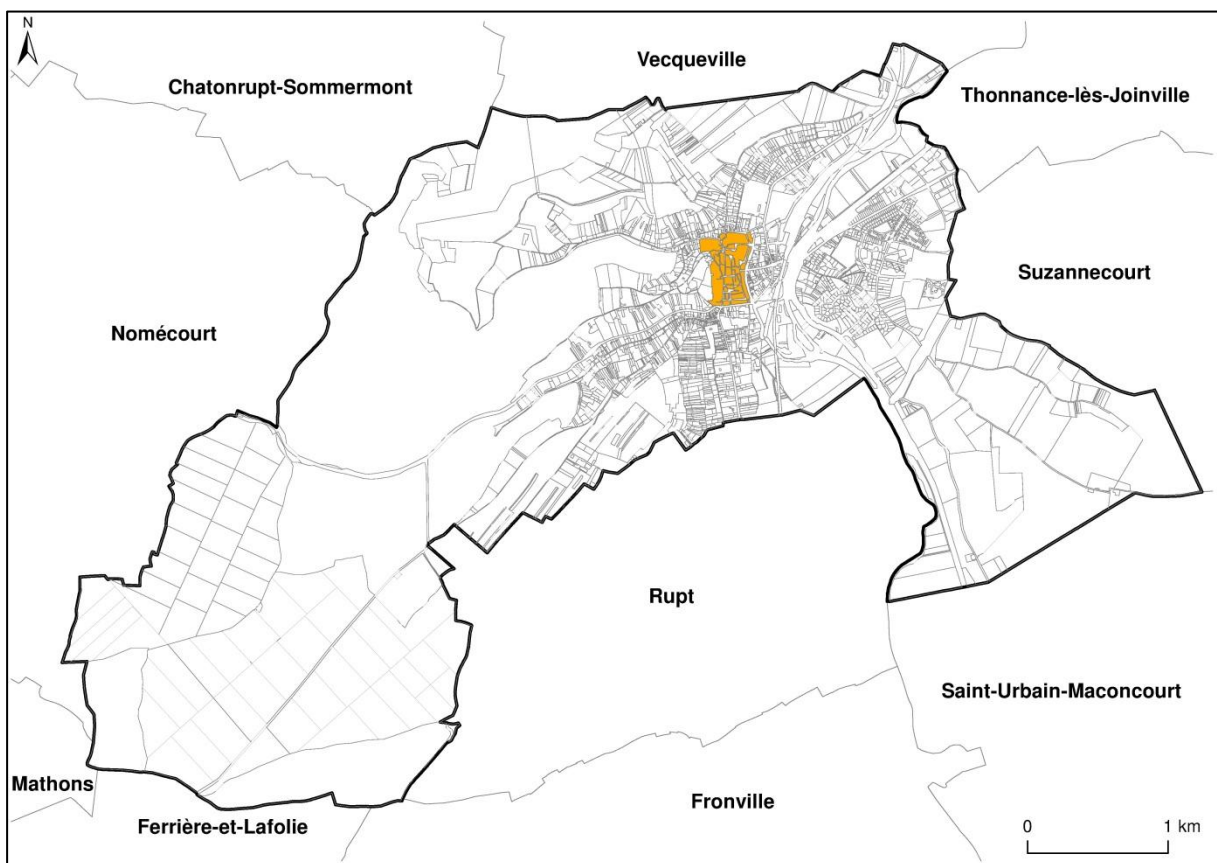 N
Vecqueville
Chatonrupt-Sommermont
Thonnance-lès-Joinville
Suzannecourt
Nomécourt
Rupt
Saint-Urbain-Maconcourt
Mathons
Fronville
Ferrière-et-Lafolie
0 1 km